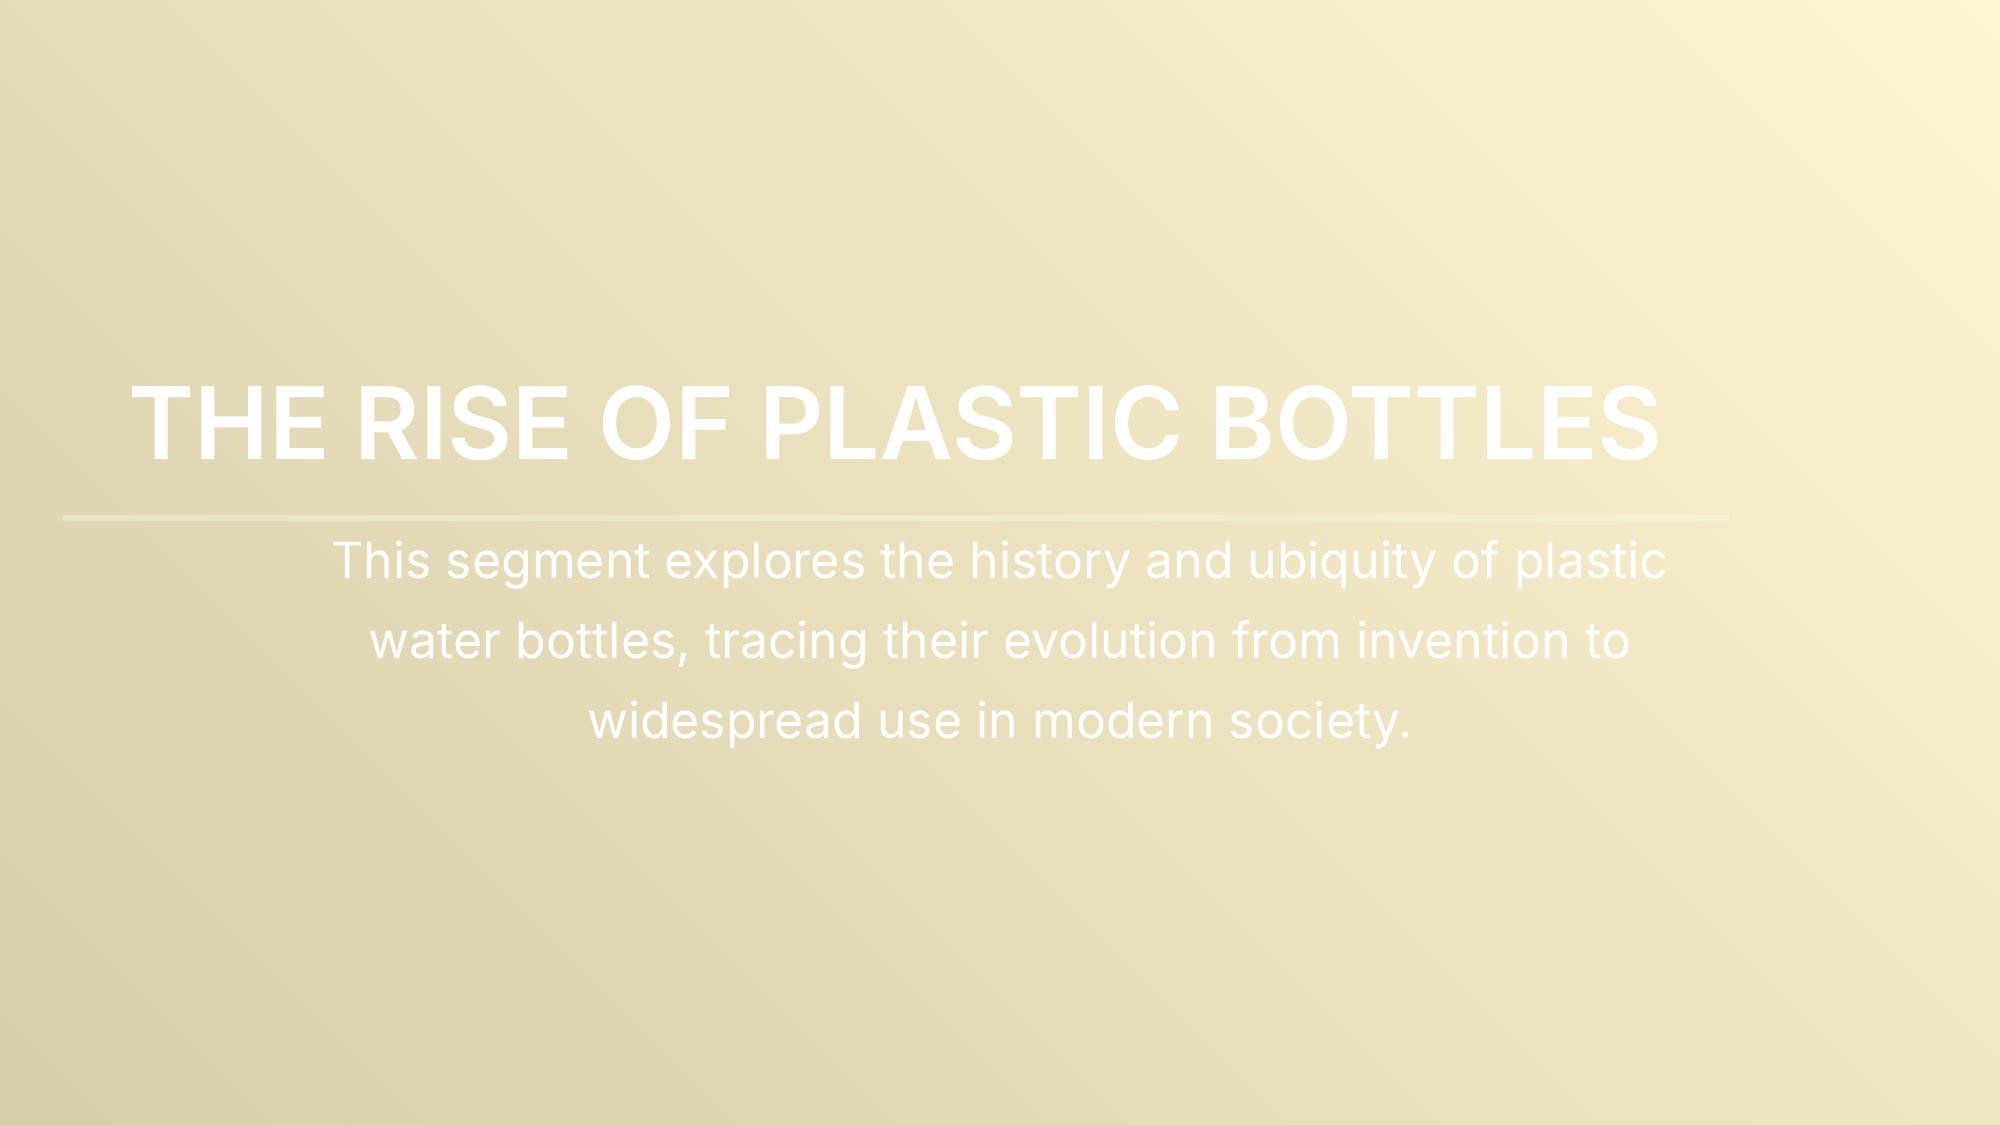 THE RISE OF PLASTIC BOTTLES
This segment explores the history and ubiquity of plastic
water bottles, tracing their evolution from invention to
widespread use in modern society.